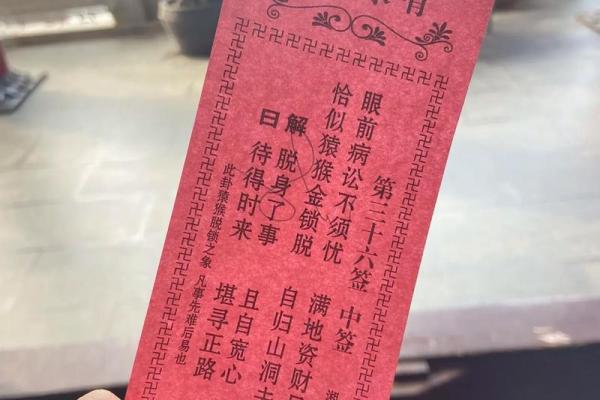 有
第三十六签 中签
眼前病讼不须忧 满地资财
恰似猿猴金锁脱 自归山洞
解 脱身了事 且自宽心
曰 待得时来 堪寻正路
此卦猿猴脱锁之象 凡事先难后易也